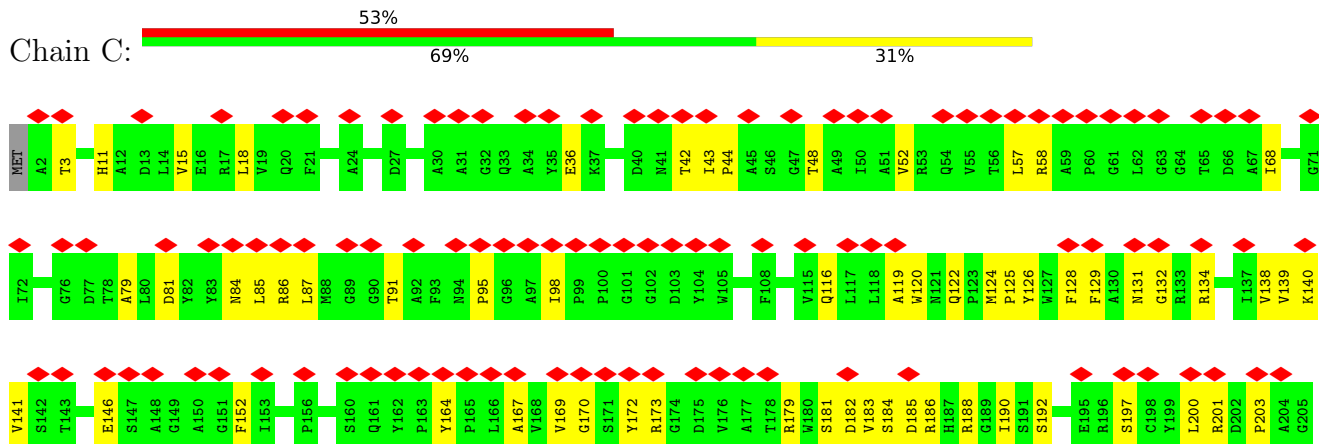 53%
Chain C:
69% 31%
MET A2 T3 H11 A12 D13 L14 V15 E16 R17 L18 V19 Q20 F21 A24 D27 A30 A31 G32 Q33 A34 Y35 E36 K37 D40 N41 T42 I43 P44 A45 S46 G47 T48 A49 I50 A51 V52 R53 Q54 V55 T56 L57 R58 A59 P60 G61 L62 G63 G64 T65 D66 A67 I68 G71
I72 G76 D77 T78 A79 L80 D81 Y82 Y83 N84 L85 R86 L87 M88 G89 G90 T91 A92 F93 N94 P95 G96 A97 I98 P99 P100 G101 G102 D103 Y104 W105 F108 V115 Q116 L117 L118 A119 W120 N121 Q122 P123 M124 P125 Y126 W127 F128 F129 A130 N131 G132 R133 R134 I137 V138 V139 K140
V141 S142 T143 E146 S147 A148 G149 A150 G151 F152 I153 P156 S160 Q161 Y162 P163 Y164 P165 L166 A167 V168 V169 G170 S171 Y172 R173 G174 D175 V176 A177 T178 R179 W180 S181 D182 V183 S184 D185 R186 H187 R188 G189 I190 S191 S192 E195 R196 S197 C198 Y199 L200 R201 D202 P203 A204 G205